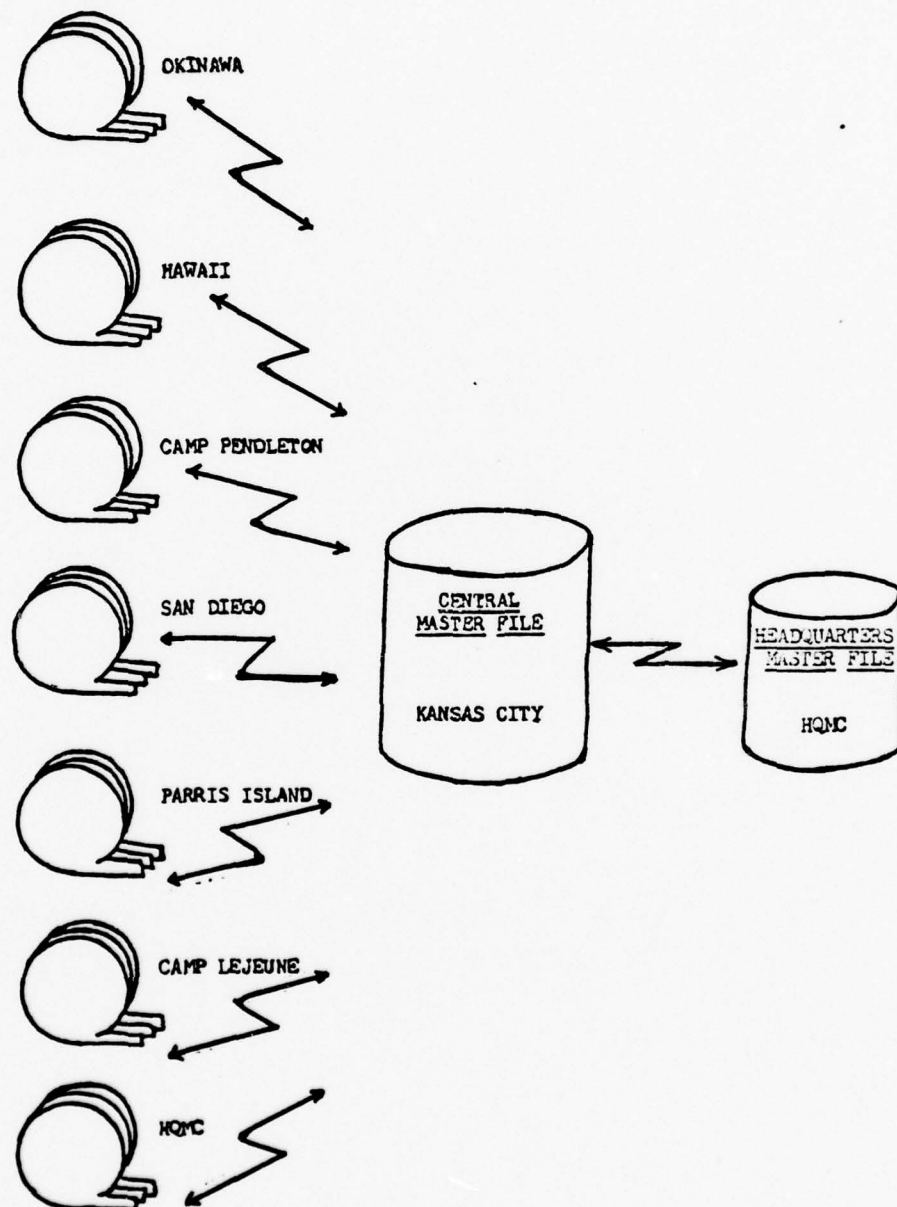 OKINAWA
HAWAII
CAMP PENDLETON
SAN DIEGO
PARRIS ISLAND
CAMP LEJEUNE
HQMC
CENTRAL
MASTER FILE
KANSAS CITY
HEADQUARTERS
MASTER FILE
HQMC